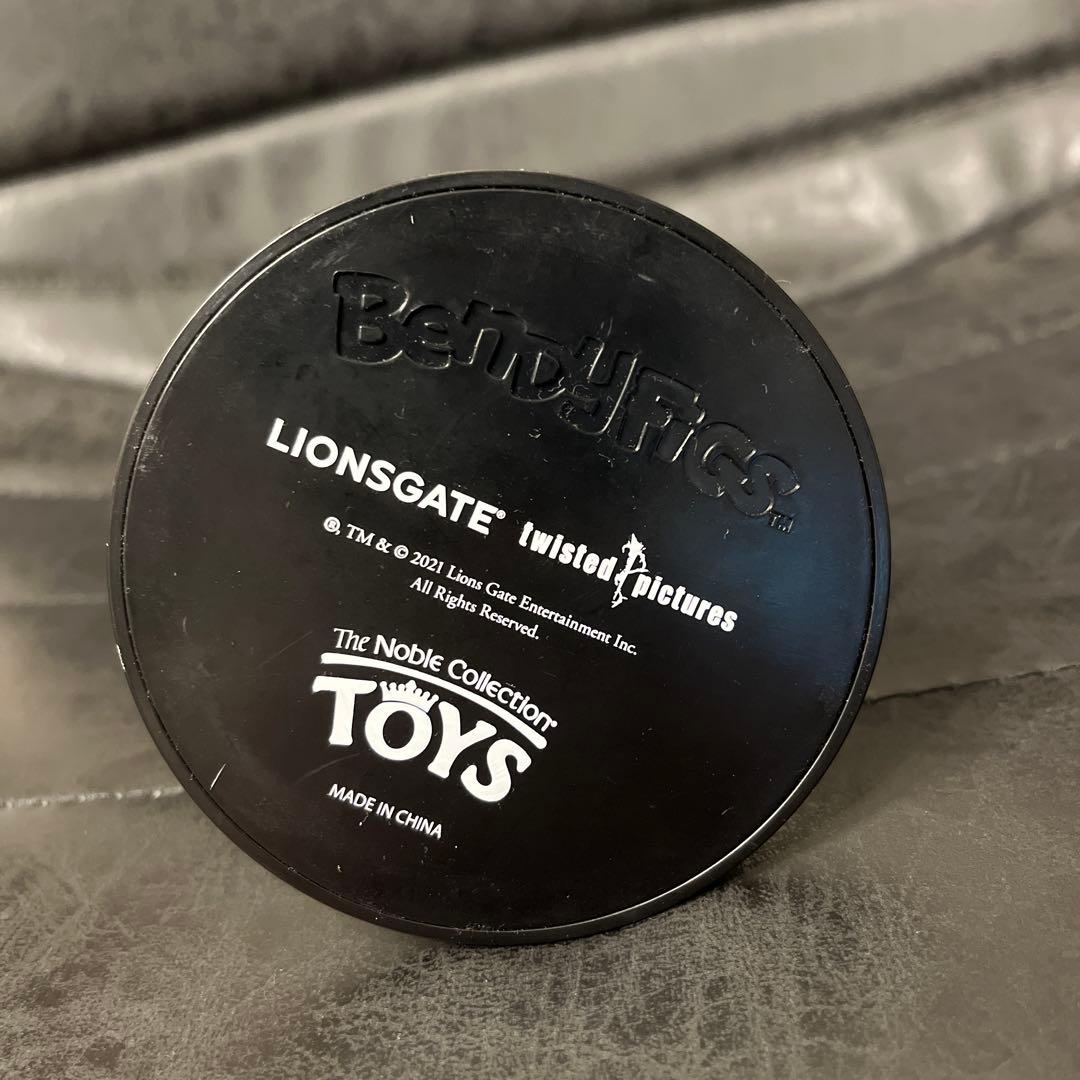 BendyFigs™
LIONSGATE® twisted pictures
®, TM & © 2021 Lions Gate Entertainment Inc.
All Rights Reserved.
The Noble Collection®
TOYS
MADE IN CHINA